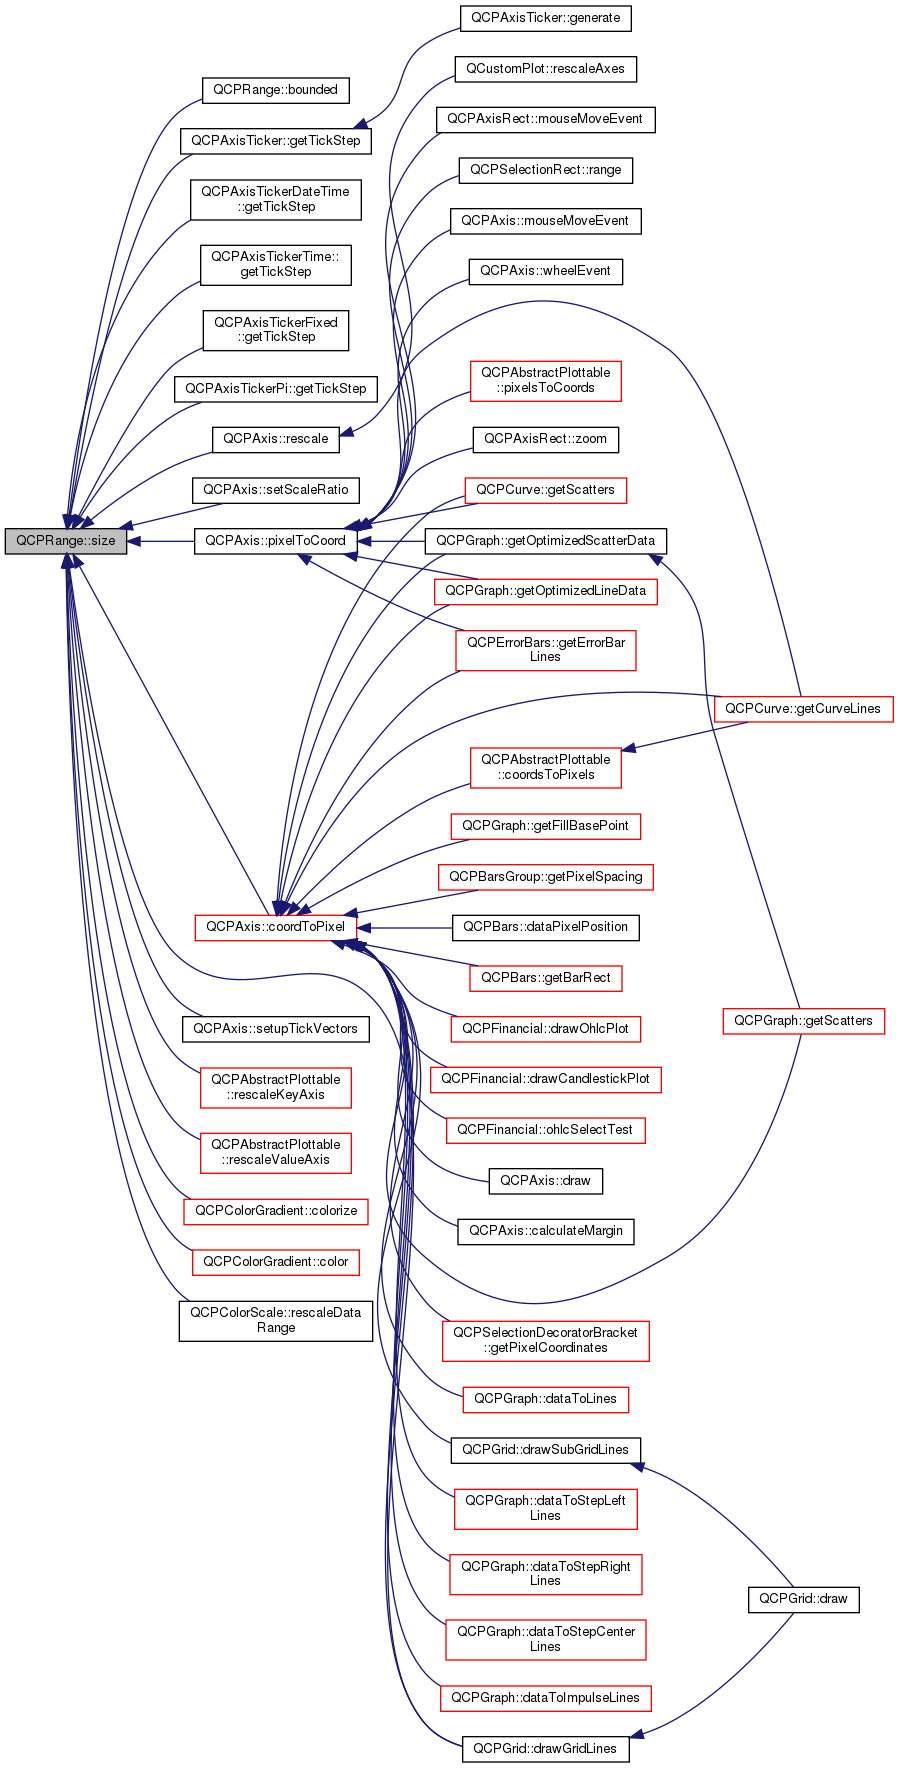 QCPAxisTicker::generate
QCustomPlot::rescaleAxes
QCPRange::bounded
QCPAxisRect::mouseMoveEvent
QCPAxisTicker::getTickStep
QCPSelectionRect::range
QCPAxisTickerDateTime
::getTickStep
QCPAxis::mouseMoveEvent
QCPAxisTickerTime::
getTickStep
QCPAxis::wheelEvent
QCPAxisTickerFixed
::getTickStep
QCPAbstractPlottable
::pixelsToCoords
QCPAxisTickerPi::getTickStep
QCPAxis::rescale
QCPAxisRect::zoom
QCPAxis::setScaleRatio
QCPCurve::getScatters
QCPRange::size
QCPAxis::pixelToCoord
QCPGraph::getOptimizedScatterData
QCPGraph::getOptimizedLineData
QCPErrorBars::getErrorBar
Lines
QCPCurve::getCurveLines
QCPAbstractPlottable
::coordsToPixels
QCPGraph::getFillBasePoint
QCPBarsGroup::getPixelSpacing
QCPAxis::coordToPixel
QCPBars::dataPixelPosition
QCPBars::getBarRect
QCPGraph::getScatters
QCPAxis::setupTickVectors
QCPFinancial::drawOhlcPlot
QCPAbstractPlottable
::rescaleKeyAxis
QCPFinancial::drawCandlestickPlot
QCPFinancial::ohlcSelectTest
QCPAbstractPlottable
::rescaleValueAxis
QCPAxis::draw
QCPColorGradient::colorize
QCPAxis::calculateMargin
QCPColorGradient::color
QCPColorScale::rescaleData
Range
QCPSelectionDecoratorBracket
::getPixelCoordinates
QCPGraph::dataToLines
QCPGrid::drawSubGridLines
QCPGraph::dataToStepLeft
Lines
QCPGraph::dataToStepRight
Lines
QCPGrid::draw
QCPGraph::dataToStepCenter
Lines
QCPGraph::dataToImpulseLines
QCPGrid::drawGridLines